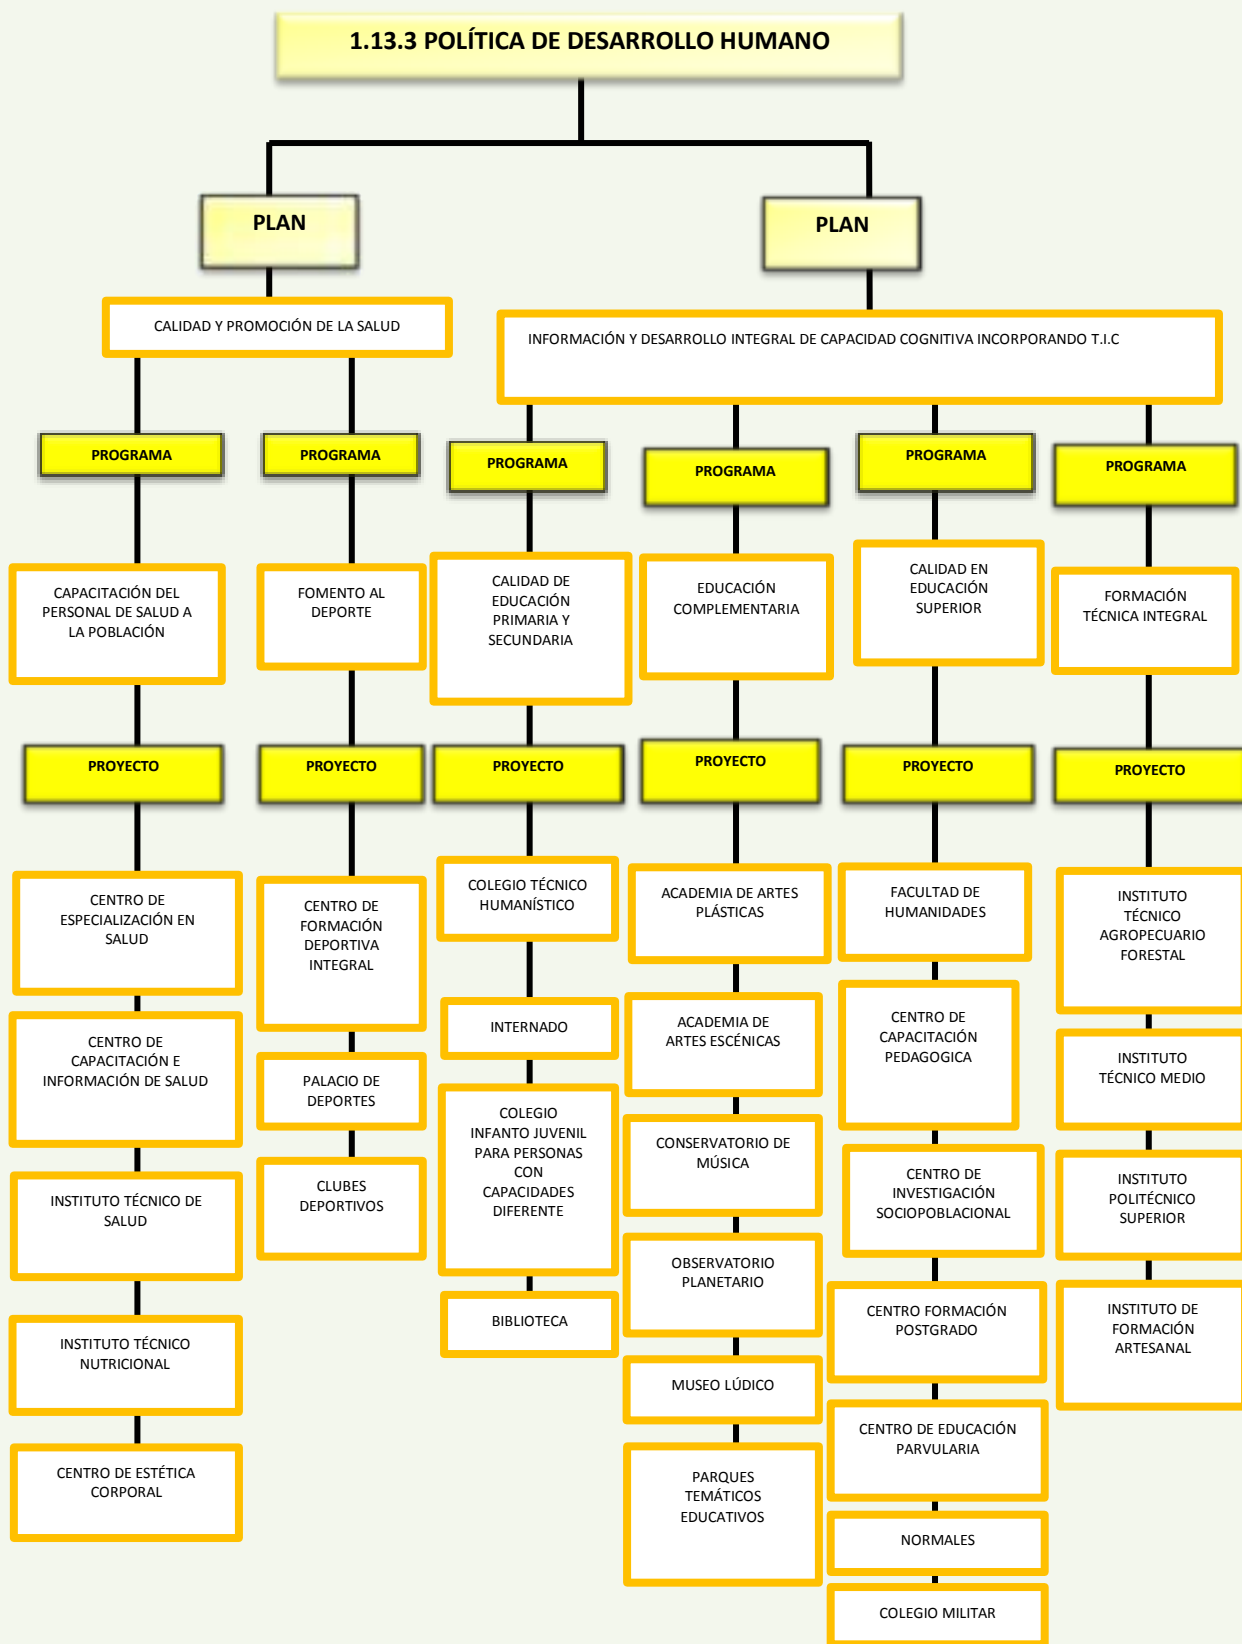 1.13.3 POLÍTICA DE DESARROLLO HUMANO
PLAN
PLAN
CALIDAD Y PROMOCIÓN DE LA SALUD
INFORMACIÓN Y DESARROLLO INTEGRAL DE CAPACIDAD COGNITIVA INCORPORANDO T.I.C
PROGRAMA
PROGRAMA
PROGRAMA
PROGRAMA
PROGRAMA
PROGRAMA
CAPACITACIÓN DEL
PERSONAL DE SALUD A
LA POBLACIÓN
FOMENTO AL
DEPORTE
CALIDAD DE
EDUCACIÓN
PRIMARIA Y
SECUNDARIA
EDUCACIÓN
COMPLEMENTARIA
CALIDAD EN
EDUCACIÓN
SUPERIOR
FORMACIÓN
TÉCNICA INTEGRAL
PROYECTO
PROYECTO
PROYECTO
PROYECTO
PROYECTO
PROYECTO
CENTRO DE
ESPECIALIZACIÓN EN
SALUD
CENTRO DE
CAPACITACIÓN E
INFORMACIÓN DE SALUD
INSTITUTO TÉCNICO DE
SALUD
INSTITUTO TÉCNICO
NUTRICIONAL
CENTRO DE ESTÉTICA
CORPORAL
CENTRO DE
FORMACIÓN
DEPORTIVA
INTEGRAL
PALACIO DE
DEPORTES
CLUBES
DEPORTIVOS
COLEGIO TÉCNICO
HUMANÍSTICO
INTERNADO
COLEGIO
INFANTO JUVENIL
PARA PERSONAS
CON
CAPACIDADES
DIFERENTE
BIBLIOTECA
ACADEMIA DE ARTES
PLÁSTICAS
ACADEMIA DE
ARTES ESCÉNICAS
CONSERVATORIO DE
MÚSICA
OBSERVATORIO
PLANETARIO
MUSEO LÚDICO
PARQUES
TEMÁTICOS
EDUCATIVOS
FACULTAD DE
HUMANIDADES
CENTRO DE
CAPACITACIÓN
PEDAGOGICA
CENTRO DE
INVESTIGACIÓN
SOCIOPOBLACIONAL
CENTRO FORMACIÓN
POSTGRADO
CENTRO DE EDUCACIÓN
PARVULARIA
NORMALES
COLEGIO MILITAR
INSTITUTO
TÉCNICO
AGROPECUARIO
FORESTAL
INSTITUTO
TÉCNICO MEDIO
INSTITUTO
POLITÉCNICO
SUPERIOR
INSTITUTO DE
FORMACIÓN
ARTESANAL